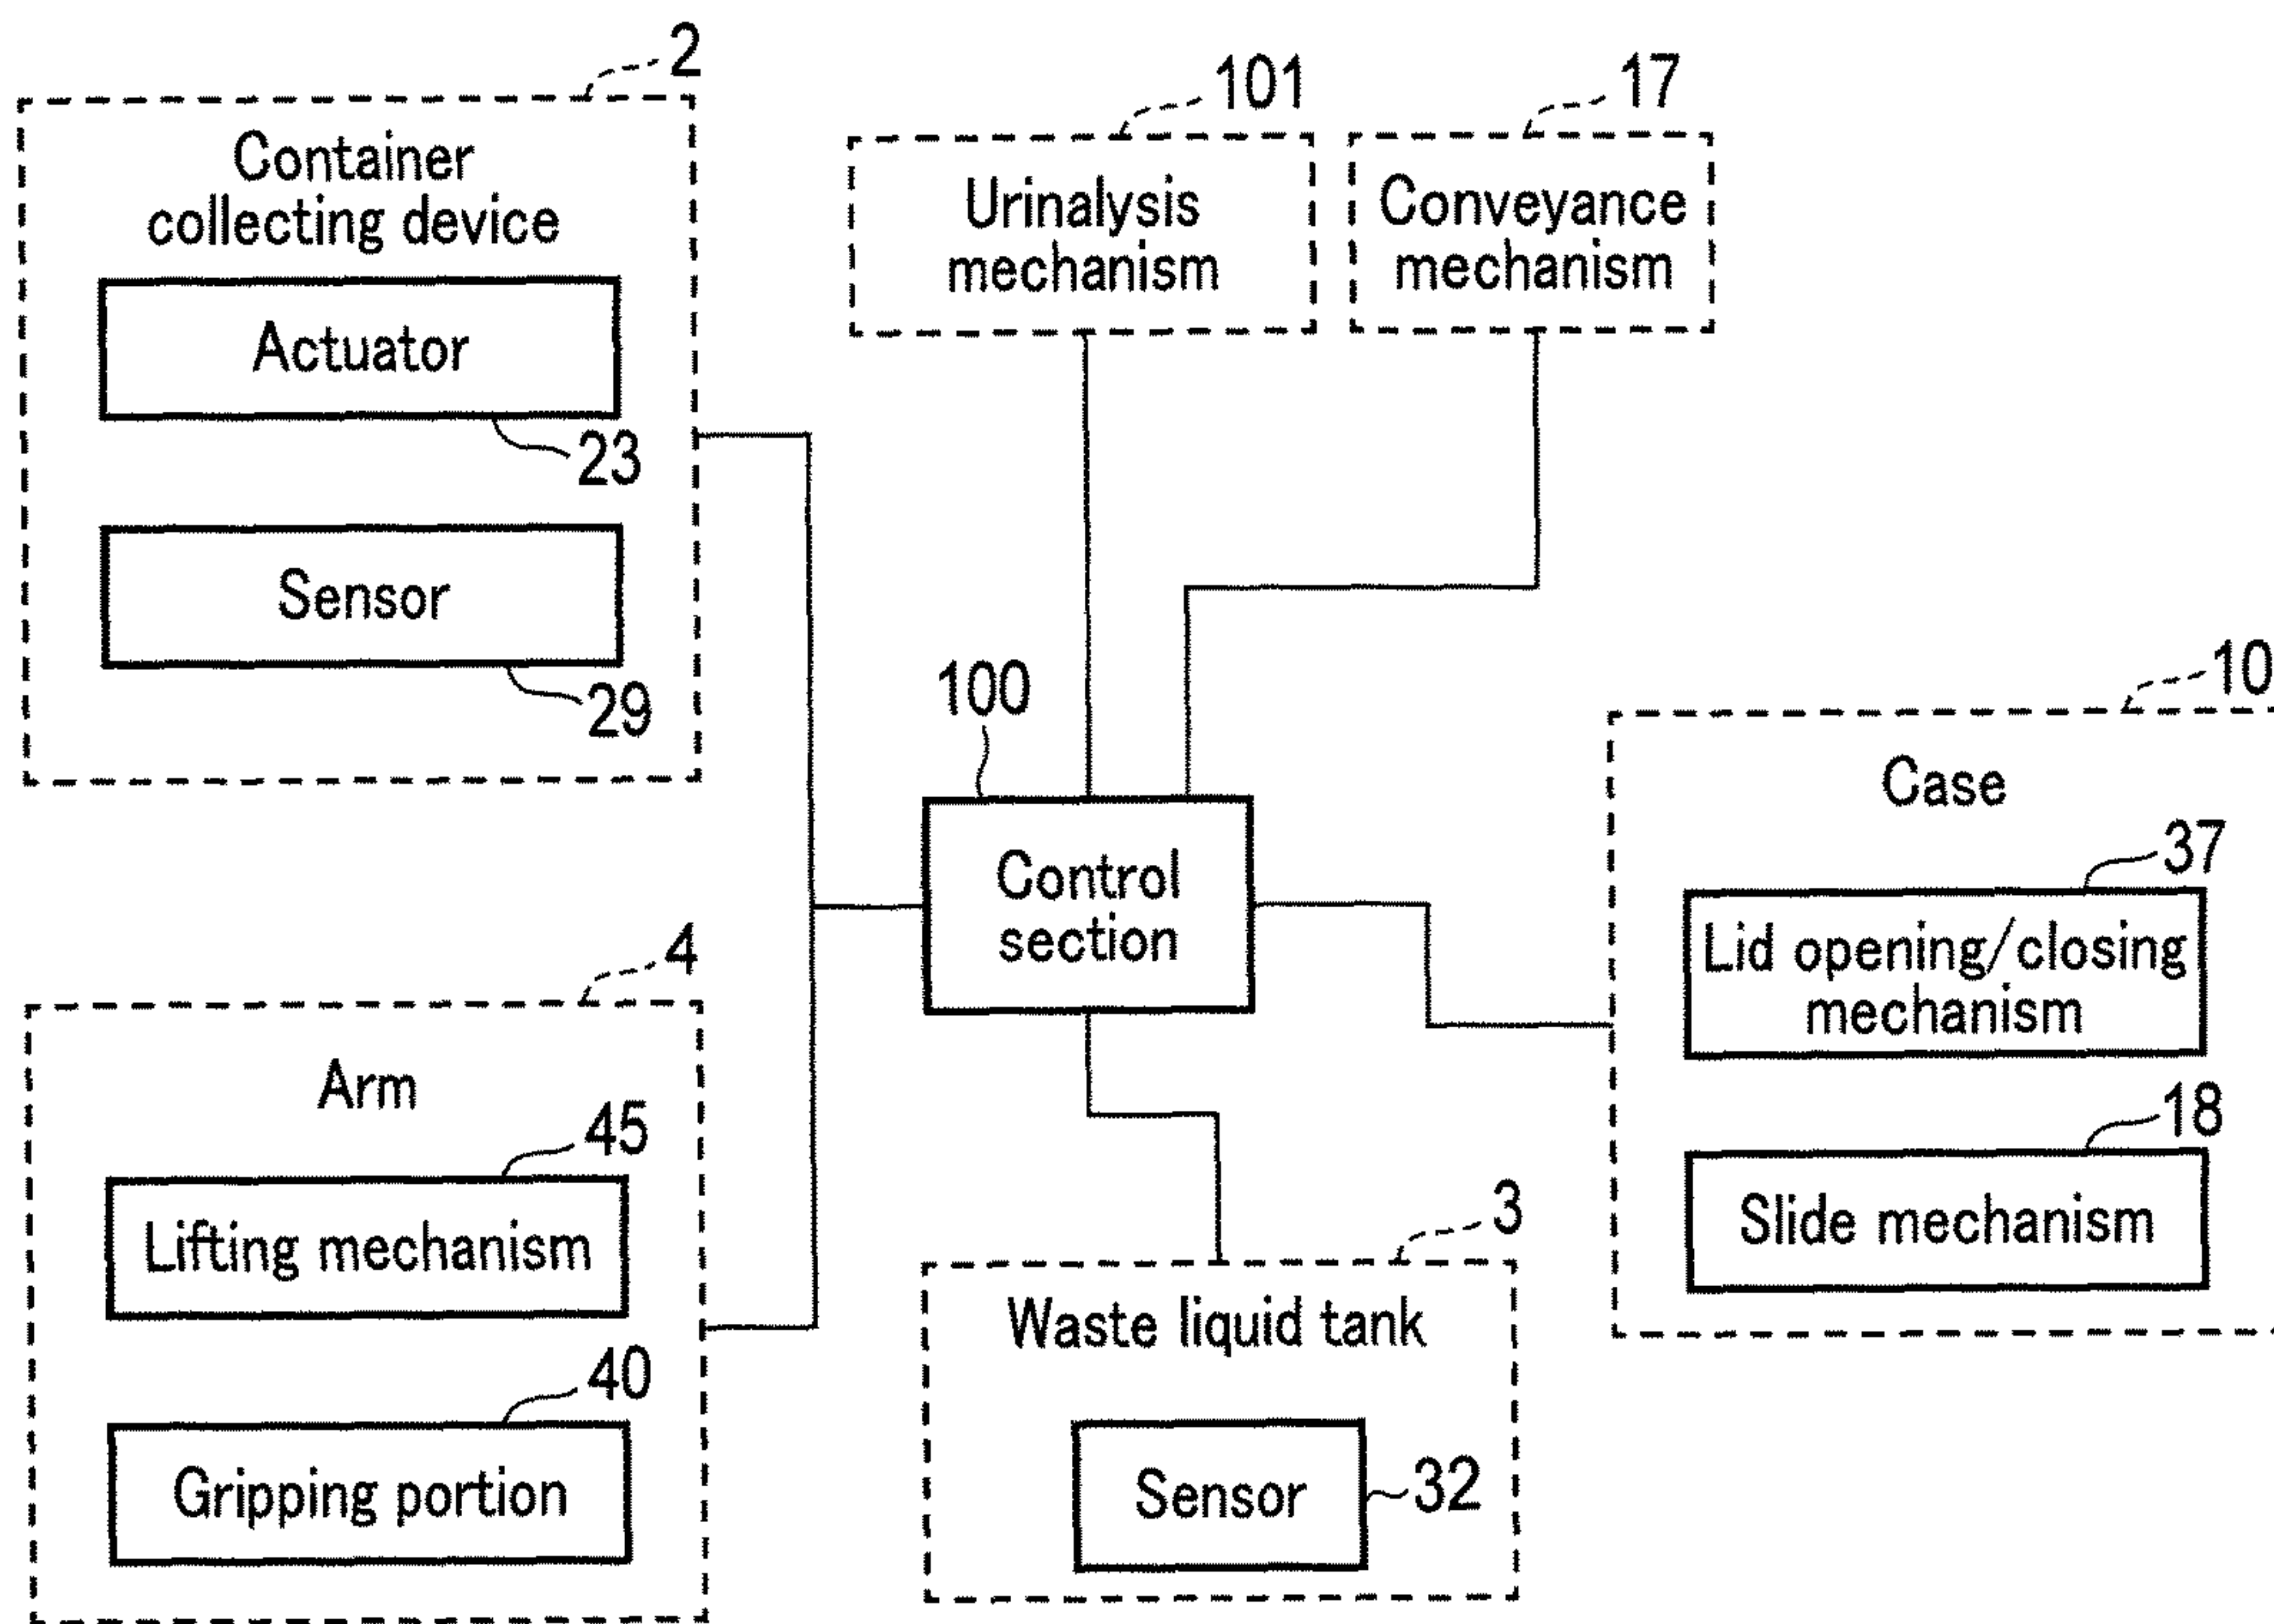 2
Container
collecting device
Actuator
23
Sensor
29
101
Urinalysis
mechanism
17
Conveyance
mechanism
100
Control
section
10
Case
37
Lid opening/closing
mechanism
18
Slide mechanism
4
Arm
45
Lifting mechanism
40
Gripping portion
3
Waste liquid tank
Sensor
32